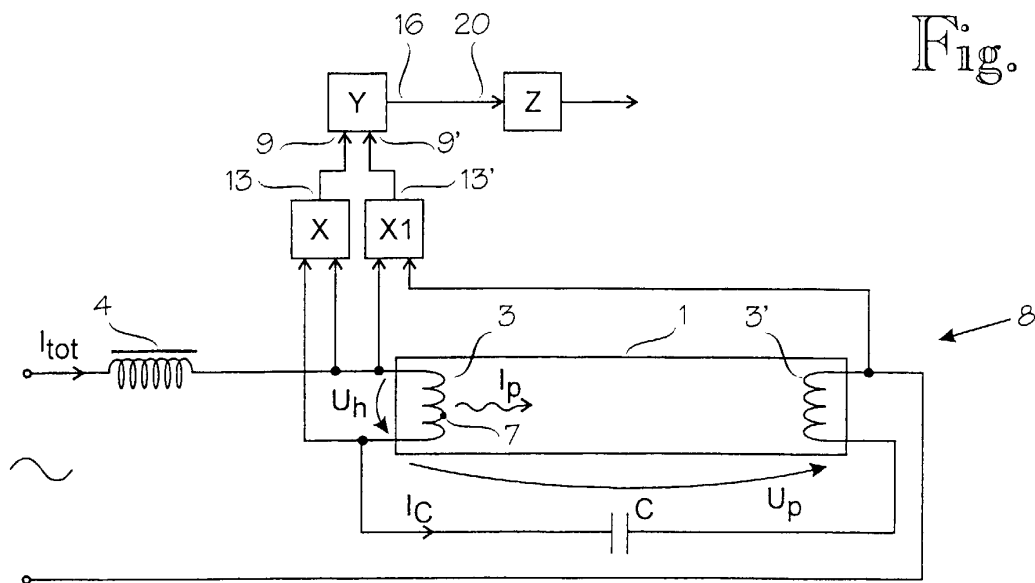 Fig.
16 20
Y Z
9 9'
13 13'
X X1
4 3 1 3' 8
I_tot
U_h I_p
7
I_C C U_p